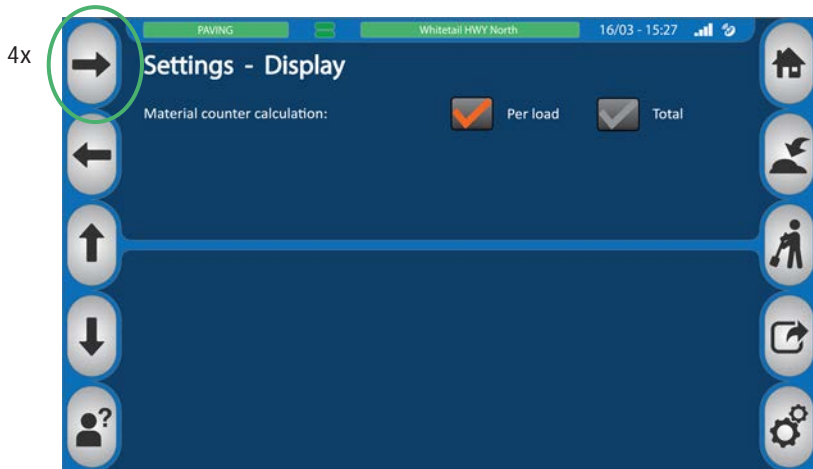 4x
PAVING
Whitetail HWY North
16/03 - 15:27
Settings - Display
Material counter calculation:
Per load
Total
?